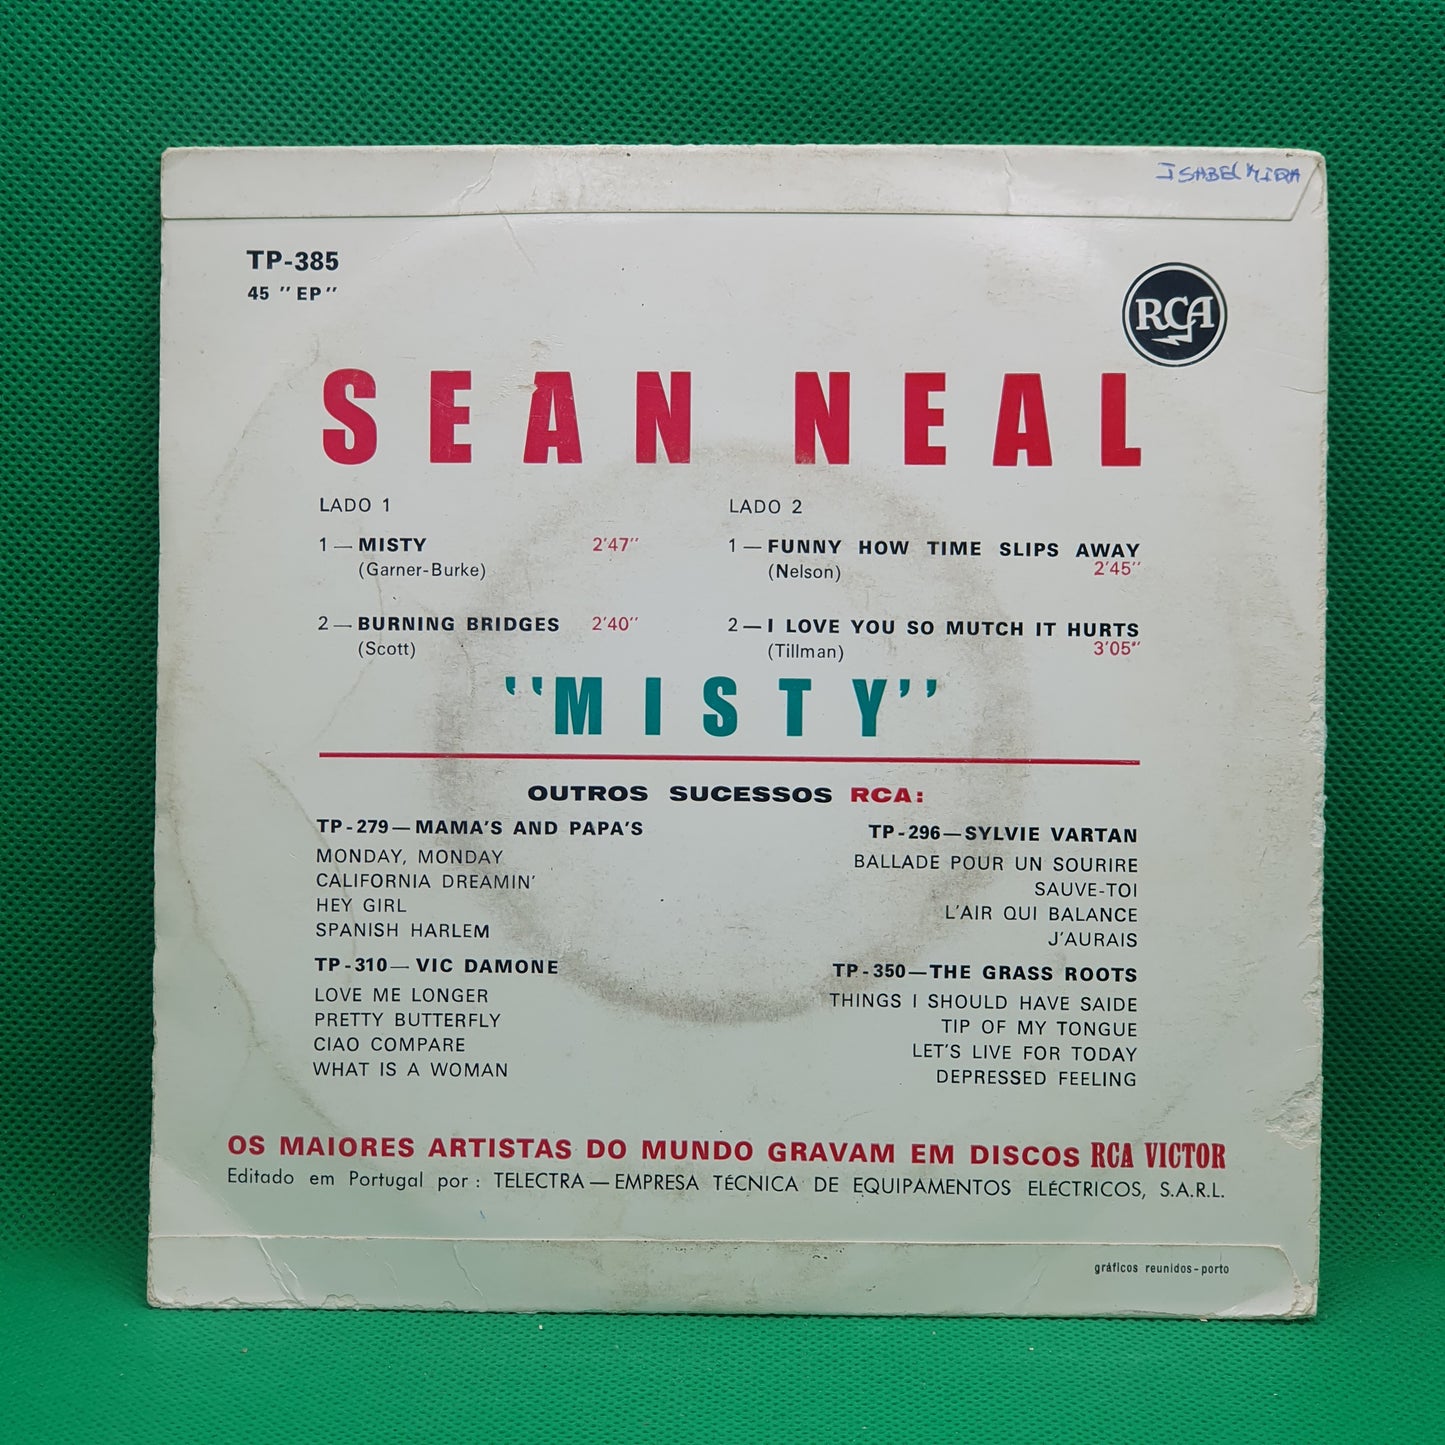 ISABEL
TP-385
45 "EP"
RCA
SEAN NEAL
LADO 1
1 — MISTY 2'47''
(Garner-Burke)
2 — BURNING BRIDGES 2'40''
(Scott)
LADO 2
1 — FUNNY HOW TIME SLIPS AWAY
(Nelson) 2'45''
2 — I LOVE YOU SO MUTCH IT HURTS
(Tillman) 3'05''
"MISTY"
OUTROS SUCESSOS RCA:
TP-279 — MAMA'S AND PAPA'S
MONDAY, MONDAY
CALIFORNIA DREAMIN'
HEY GIRL
SPANISH HARLEM
TP-310 — VIC DAMONE
LOVE ME LONGER
PRETTY BUTTERFLY
CIAO COMPARE
WHAT IS A WOMAN
TP-296 — SYLVIE VARTAN
BALLADE POUR UN SOURIRE
SAUVE-TOI
L'AIR QUI BALANCE
J'AURAIS
TP-350 — THE GRASS ROOTS
THINGS I SHOULD HAVE SAIDE
TIP OF MY TONGUE
LET'S LIVE FOR TODAY
DEPRESSED FEELING
OS MAIORES ARTISTAS DO MUNDO GRAVAM EM DISCOS RCA VICTOR
Editado em Portugal por : TELECTRA — EMPRESA TÉCNICA DE EQUIPAMENTOS ELÉCTRICOS, S.A.R.L.
gráficos reunidos - porto